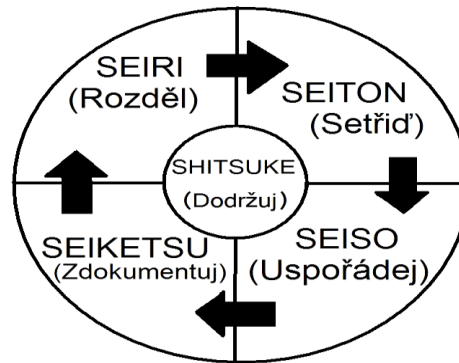 SEIRI
(Rozděl)
SEITON
(Setřiď)
SHITSUKE
(Dodržuj)
SEIKETSU
(Zdokumentuj)
SEISO
(Uspořádej)